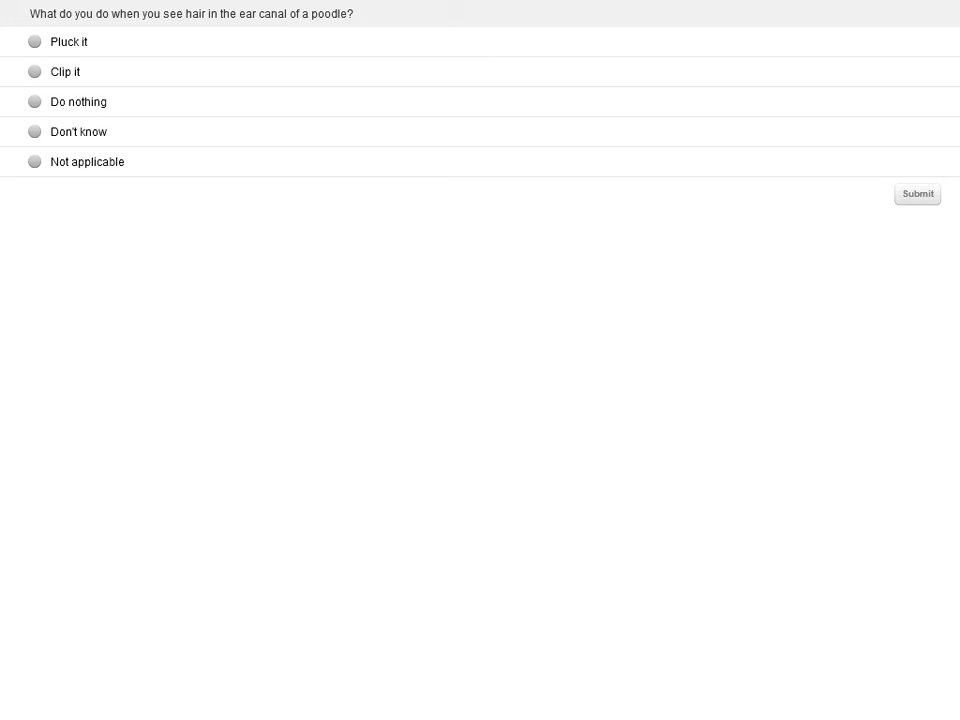 What do you do when you see hair in the ear canal of a poodle?
Pluck it
Clip it
Do nothing
Don't know
Not applicable
Submit